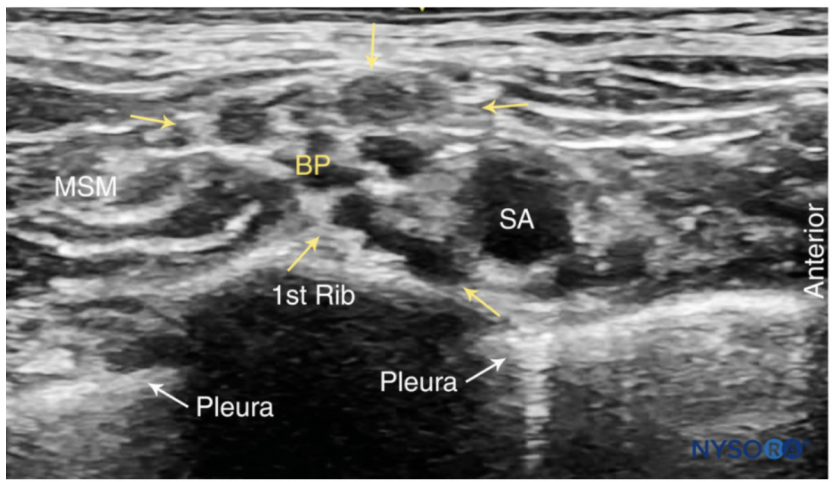 BP
MSM
SA
Anterior
1st Rib
Pleura
Pleura
NYSORA